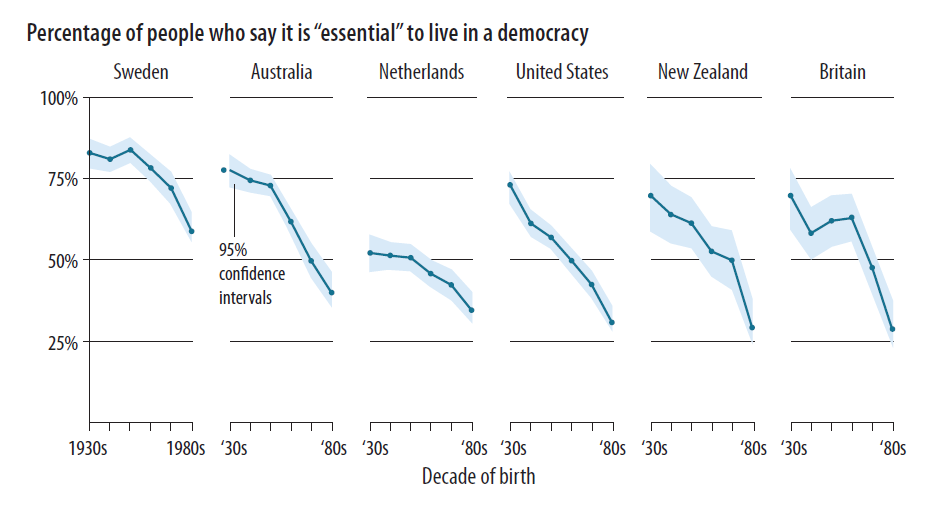 Percentage of people who say it is “essential” to live in a democracy
Sweden Australia Netherlands United States New Zealand Britain
100%
75%
50%
25%
95%
confidence
intervals
1930s 1980s ‘30s ‘80s ‘30s ‘80s ‘30s ‘80s ‘30s ‘80s ‘30s ‘80s
Decade of birth